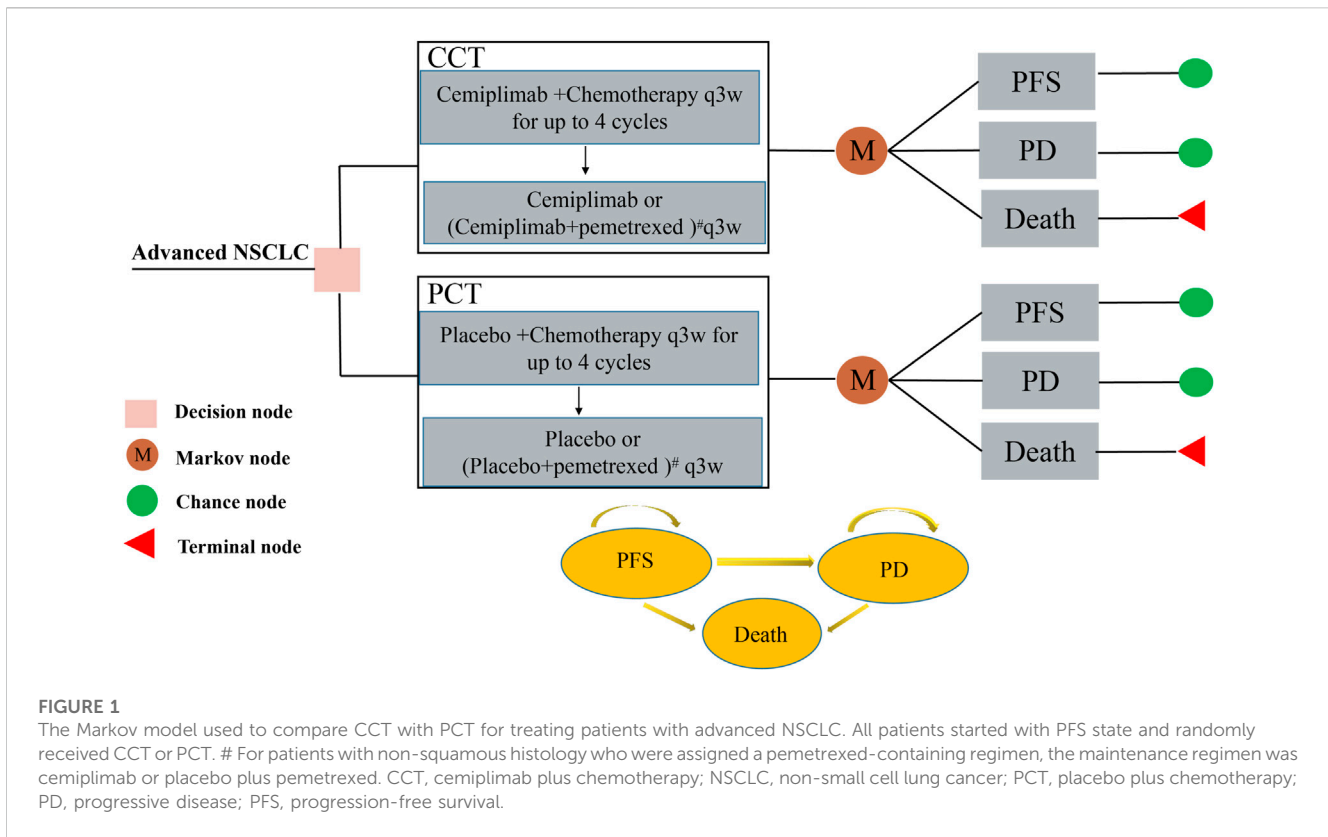 CCT
Cemiplimab +Chemotherapy q3w
for up to 4 cycles
Cemiplimab or
(Cemiplimab+pemetrexed )#q3w
M
PFS
PD
Death
Advanced NSCLC
PCT
Placebo +Chemotherapy q3w for
up to 4 cycles
Placebo or
(Placebo+pemetrexed )# q3w
M
PFS
PD
Death
Decision node
M Markov node
Chance node
Terminal node
PFS
PD
Death
FIGURE 1
The Markov model used to compare CCT with PCT for treating patients with advanced NSCLC. All patients started with PFS state and randomly
received CCT or PCT. # For patients with non-squamous histology who were assigned a pemetrexed-containing regimen, the maintenance regimen was
cemiplimab or placebo plus pemetrexed. CCT, cemiplimab plus chemotherapy; NSCLC, non-small cell lung cancer; PCT, placebo plus chemotherapy;
PD, progressive disease; PFS, progression-free survival.